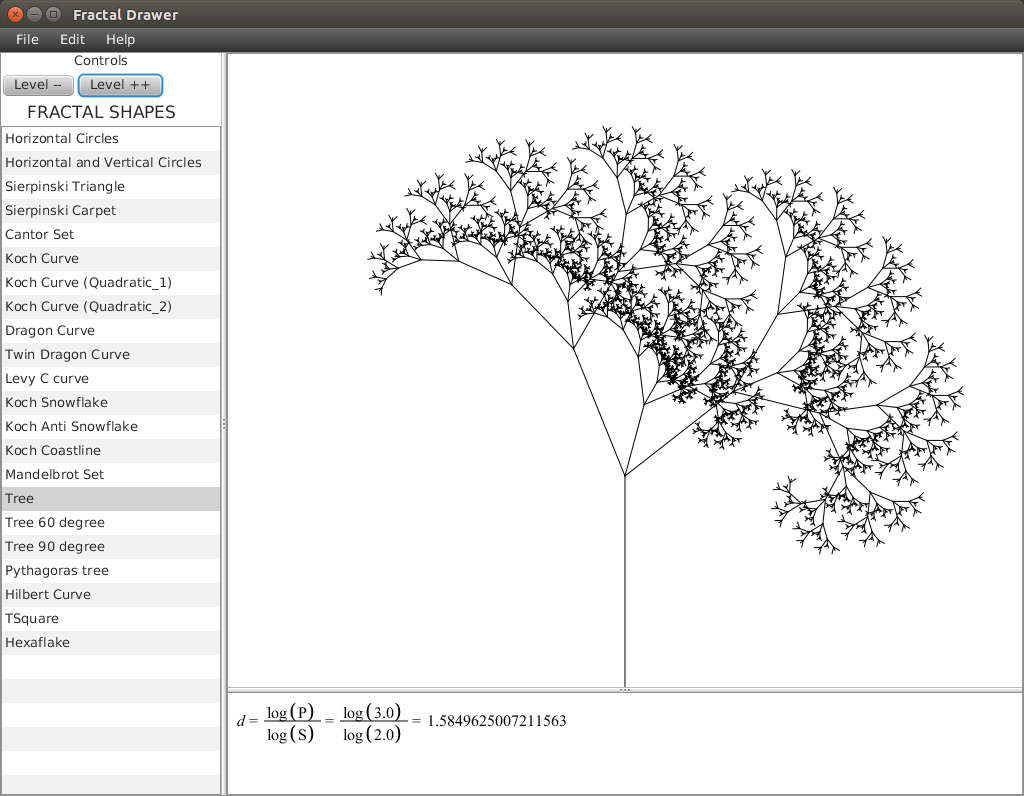 Fractal Drawer
File Edit Help
Controls
Level -- Level ++
FRACTAL SHAPES
Horizontal Circles
Horizontal and Vertical Circles
Sierpinski Triangle
Sierpinski Carpet
Cantor Set
Koch Curve
Koch Curve (Quadratic_1)
Koch Curve (Quadratic_2)
Dragon Curve
Twin Dragon Curve
Levy C curve
Koch Snowflake
Koch Anti Snowflake
Koch Coastline
Mandelbrot Set
Tree
Tree 60 degree
Tree 90 degree
Pythagoras tree
Hilbert Curve
TSquare
Hexaflake
d = log(P) / log(S) = log(3.0) / log(2.0) = 1.5849625007211563